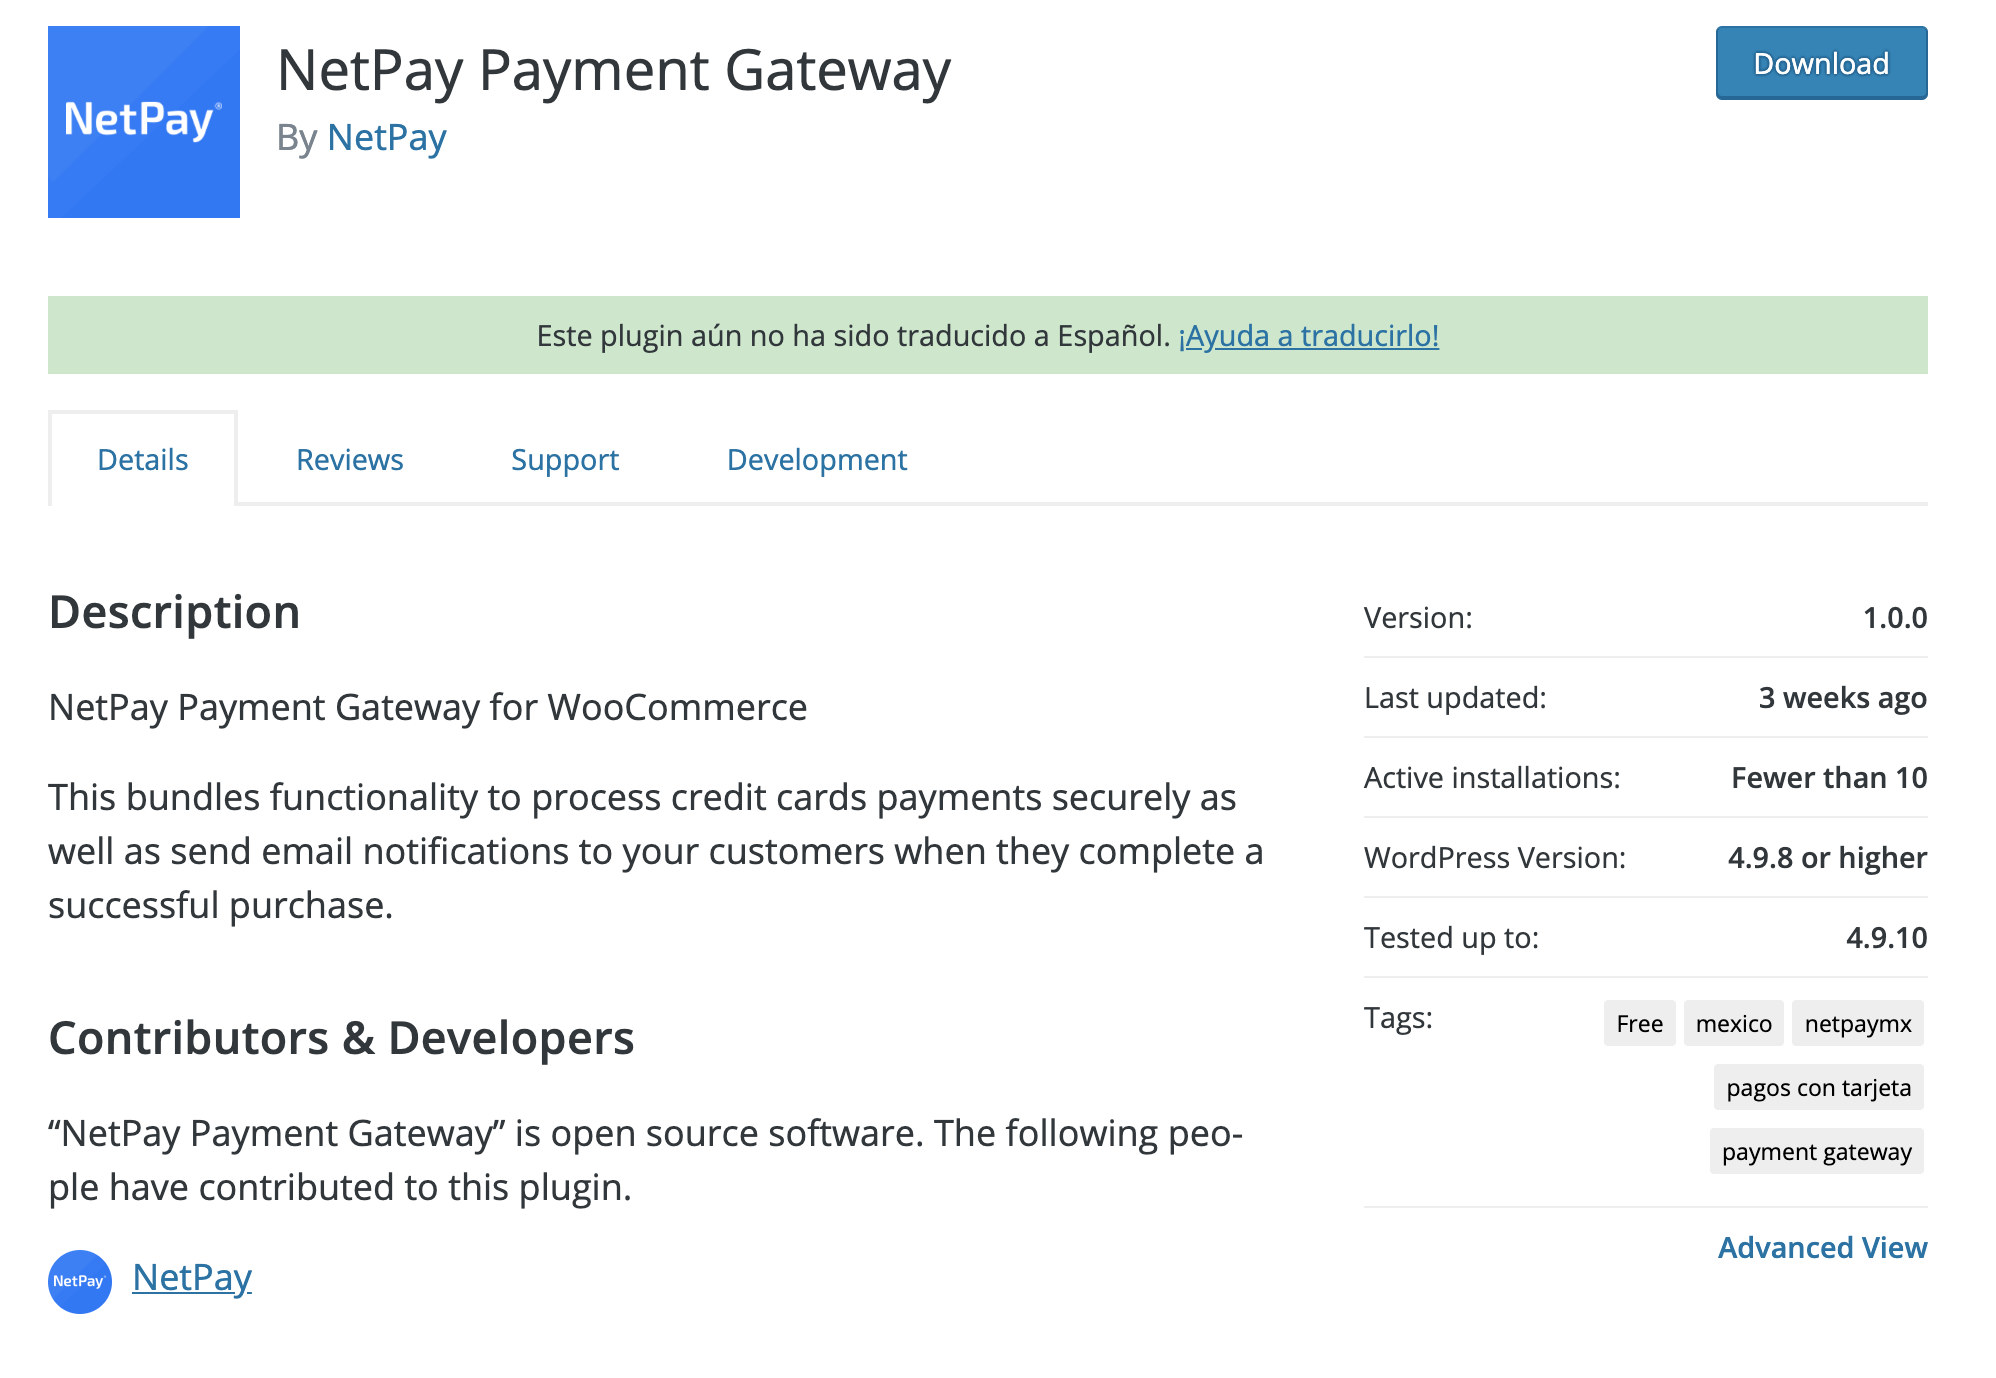 NetPay®
NetPay Payment Gateway
By NetPay
Download
Este plugin aún no ha sido traducido a Español. ¡Ayuda a traducirlo!
Details
Reviews
Support
Development
Description
NetPay Payment Gateway for WooCommerce
This bundles functionality to process credit cards payments securely as
well as send email notifications to your customers when they complete a
successful purchase.
Contributors & Developers
“NetPay Payment Gateway” is open source software. The following peo-
ple have contributed to this plugin.
NetPay
NetPay
Version: 1.0.0
Last updated: 3 weeks ago
Active installations: Fewer than 10
WordPress Version: 4.9.8 or higher
Tested up to: 4.9.10
Tags: Free mexico netpaymx
pagos con tarjeta
payment gateway
Advanced View